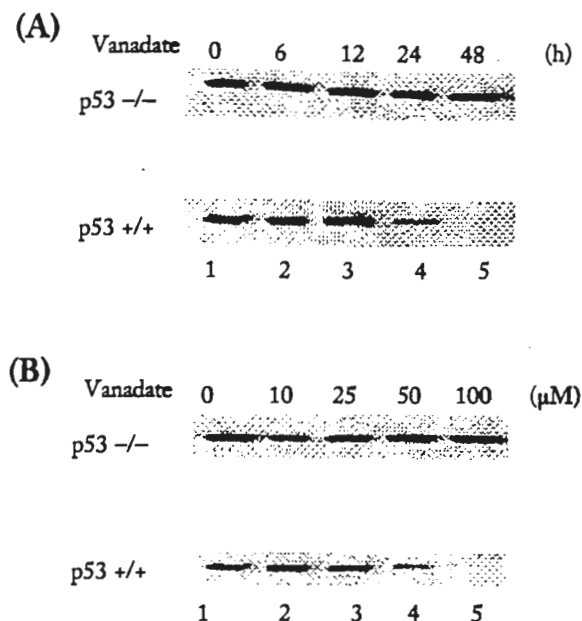 (A)
Vanadate 0 6 12 24 48 (h)
p53 –/–
p53 +/+
1 2 3 4 5
(B)
Vanadate 0 10 25 50 100 (µM)
p53 –/–
p53 +/+
1 2 3 4 5